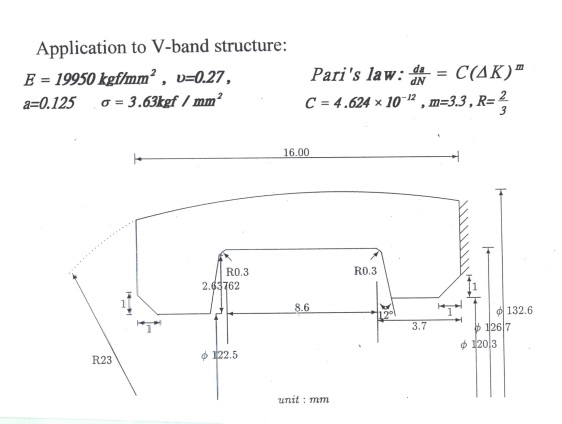 Application to V-band structure:
E = 19950 kgf/mm², υ=0.27,
a=0.125 σ = 3.63kgf / mm²
Pari's law: da/dN = C(ΔK)^m
C = 4.624 × 10⁻¹², m=3.3, R= 2/3
16.00
R0.3
R0.3
2.63762
1
1
8.6
12°
3.7
1
1
ϕ 132.6
ϕ 126.7
ϕ 120.3
ϕ 122.5
R23
unit : mm